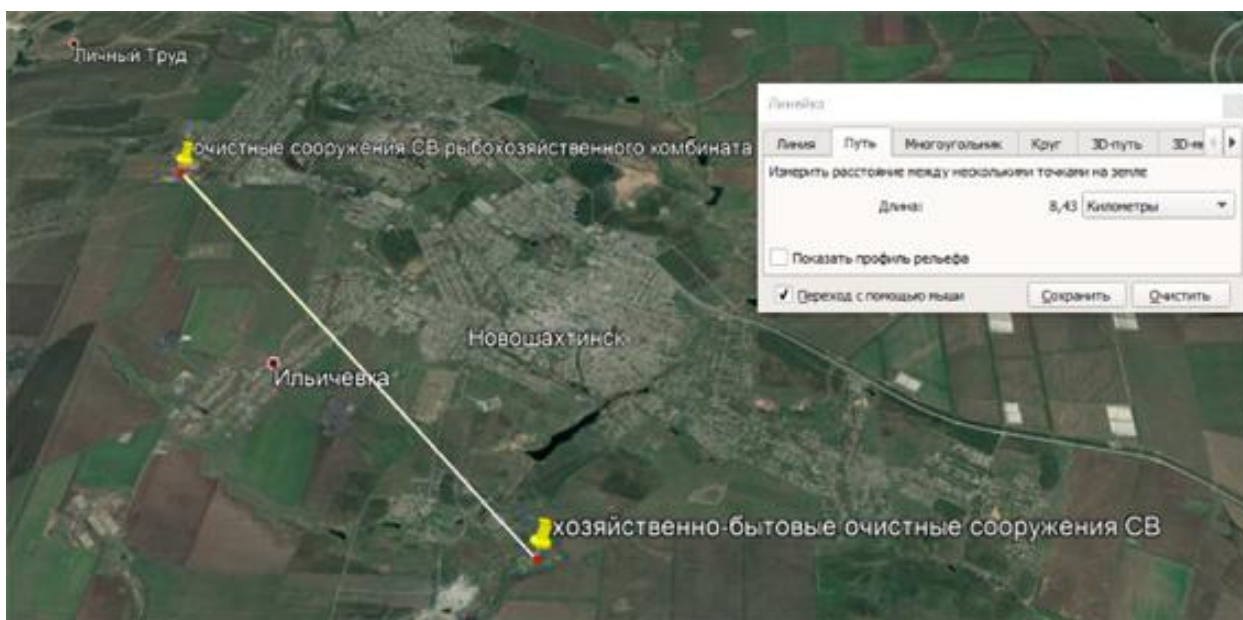 Личный Труд
очистные сооружения СВ рыбохозяйственного комбината
Новошахтинск
Ильичевка
хозяйственно-бытовые очистные сооружения СВ
Линейка
Линия Путь Многоугольник Круг 3D-путь 3D-м
Измерить расстояние между несколькими точками на земле
Длина: 8,43 Километры
Показать профиль рельефа
Переход с помощью мыши Сохранить Очистить